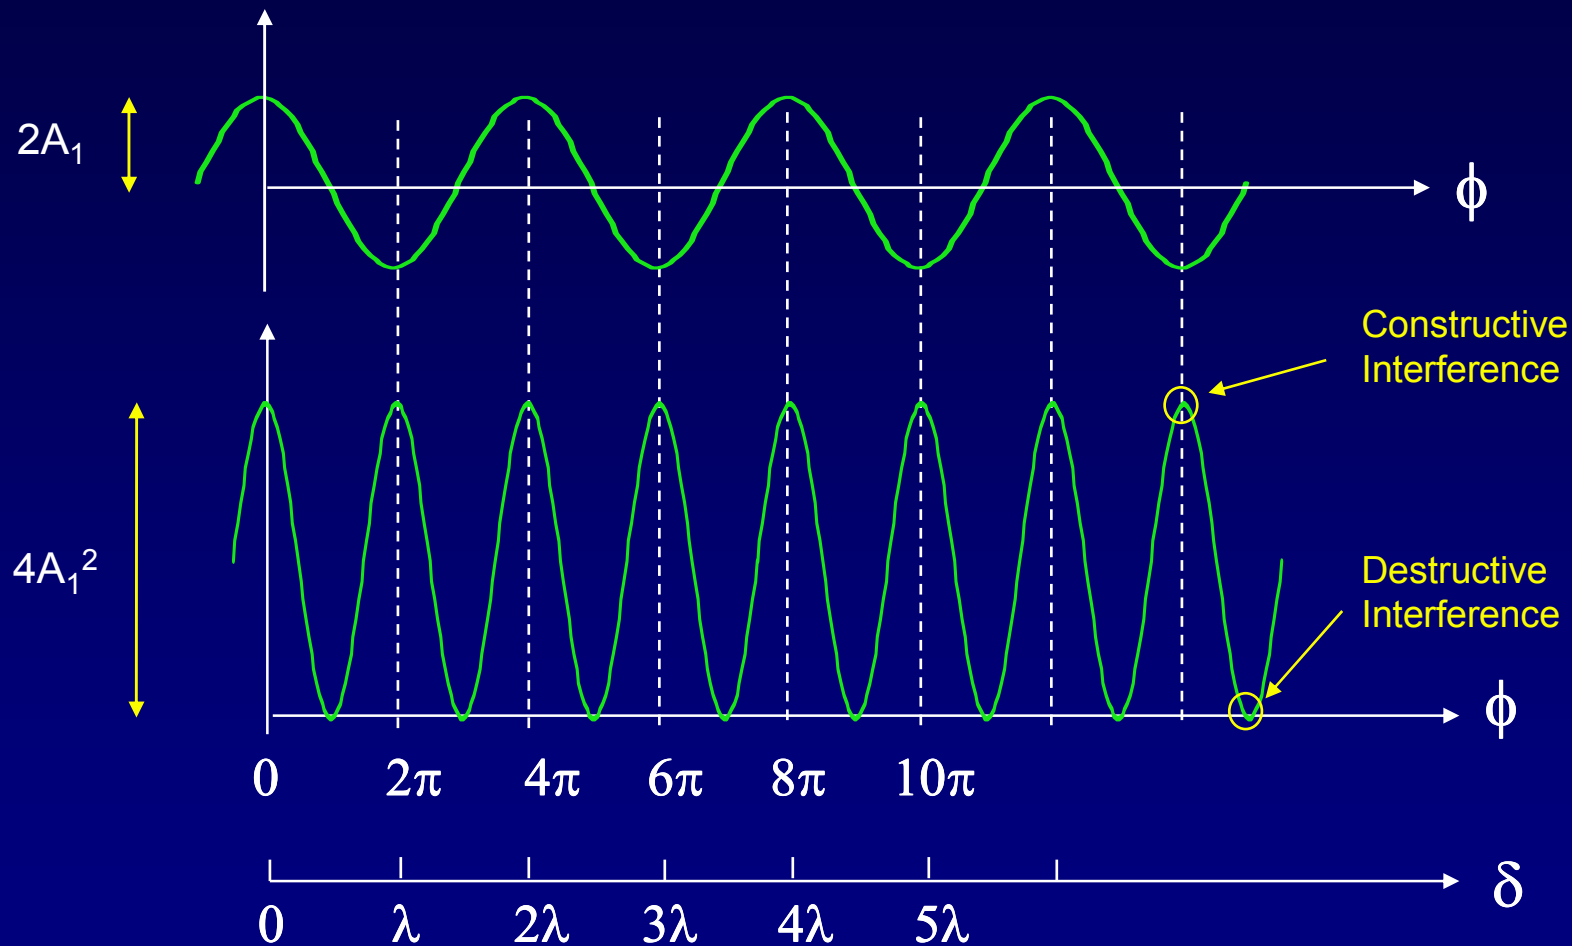 2A₁
ϕ
Constructive
Interference
4A₁²
Destructive
Interference
ϕ
0 2π 4π 6π 8π 10π
δ
0 λ 2λ 3λ 4λ 5λ